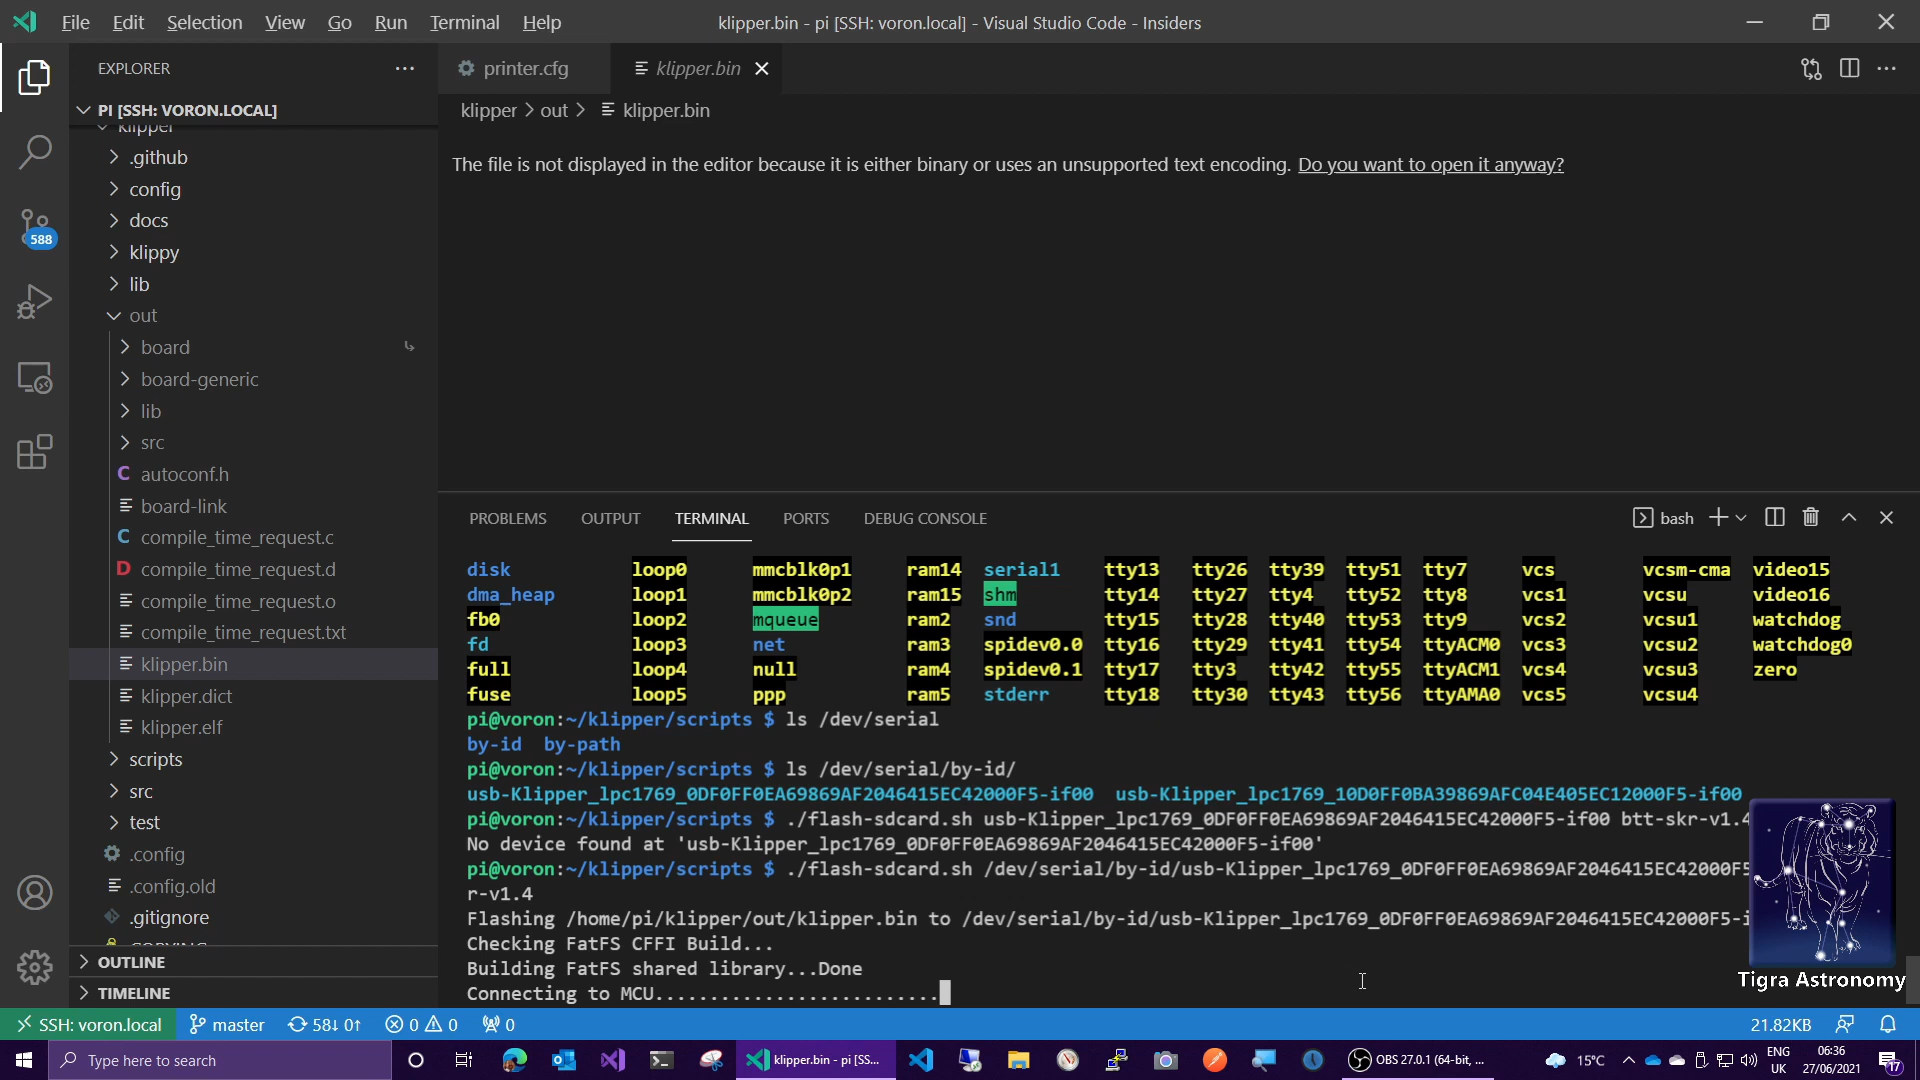 File Edit Selection View Go Run Terminal Help
klipper.bin - pi [SSH: voron.local] - Visual Studio Code - Insiders
EXPLORER
printer.cfg
klipper.bin
PI [SSH: VORON.LOCAL]
klipper > out > klipper.bin
klipper
.github
The file is not displayed in the editor because it is either binary or uses an unsupported text encoding. Do you want to open it anyway?
config
docs
588
klippy
lib
out
board
board-generic
lib
src
autoconf.h
board-link
compile_time_request.c
compile_time_request.d
compile_time_request.o
compile_time_request.txt
klipper.bin
klipper.dict
klipper.elf
scripts
src
test
.config
.config.old
.gitignore
COPYING
OUTLINE
TIMELINE
PROBLEMS OUTPUT TERMINAL PORTS DEBUG CONSOLE
bash
disk loop0 mmcblk0p1 ram14 serial1 tty13 tty26 tty39 tty51 tty7 vcs vcsm-cma video15
dma_heap loop1 mmcblk0p2 ram15 shm tty14 tty27 tty4 tty52 tty8 vcs1 vcsu video16
fb0 loop2 mqueue ram2 snd tty15 tty28 tty40 tty53 tty9 vcs2 vcsu1 watchdog
fd loop3 net ram3 spidev0.0 tty16 tty29 tty41 tty54 ttyACM0 vcs3 vcsu2 watchdog0
full loop4 null ram4 spidev0.1 tty17 tty3 tty42 tty55 ttyACM1 vcs4 vcsu3 zero
fuse loop5 ppp ram5 stderr tty18 tty30 tty43 tty56 ttyAMA0 vcs5 vcsu4
pi@voron:~/klipper/scripts $ ls /dev/serial
by-id by-path
pi@voron:~/klipper/scripts $ ls /dev/serial/by-id/
usb-Klipper_lpc1769_0DF0FF0EA69869AF2046415EC42000F5-if00 usb-Klipper_lpc1769_10D0FF0BA39869AFC04E405EC12000F5-if00
pi@voron:~/klipper/scripts $ ./flash-sdcard.sh usb-Klipper_lpc1769_0DF0FF0EA69869AF2046415EC42000F5-if00 btt-skr-v1.4
No device found at 'usb-Klipper_lpc1769_0DF0FF0EA69869AF2046415EC42000F5-if00'
pi@voron:~/klipper/scripts $ ./flash-sdcard.sh /dev/serial/by-id/usb-Klipper_lpc1769_0DF0FF0EA69869AF2046415EC42000F5
r-v1.4
Flashing /home/pi/klipper/out/klipper.bin to /dev/serial/by-id/usb-Klipper_lpc1769_0DF0FF0EA69869AF2046415EC42000F5-i
Checking FatFS CFFI Build...
Building FatFS shared library...Done
Connecting to MCU..........................
Tigra Astronomy
SSH: voron.local master 58↓ 0↑ 0 0 0 21.82KB
Type here to search
klipper.bin - pi [SS...
OBS 27.0.1 (64-bit, ...
15°C
ENG
UK
06:36
27/06/2021
17